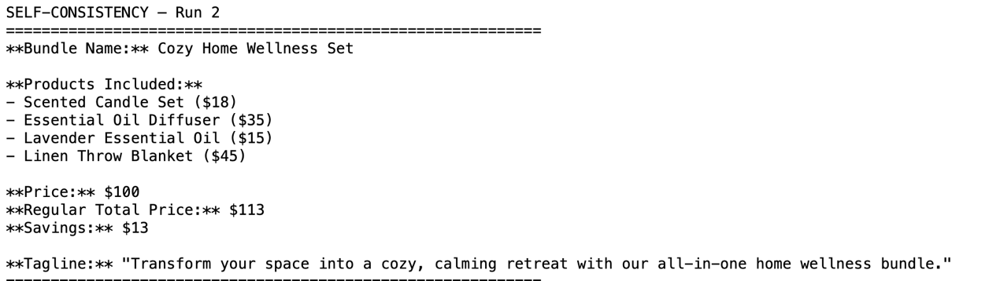 SELF-CONSISTENCY — Run 2
============================================================
**Bundle Name:** Cozy Home Wellness Set
**Products Included:**
- Scented Candle Set ($18)
- Essential Oil Diffuser ($35)
- Lavender Essential Oil ($15)
- Linen Throw Blanket ($45)
**Price:** $100
**Regular Total Price:** $113
**Savings:** $13
**Tagline:** "Transform your space into a cozy, calming retreat with our all-in-one home wellness bundle."
============================================================